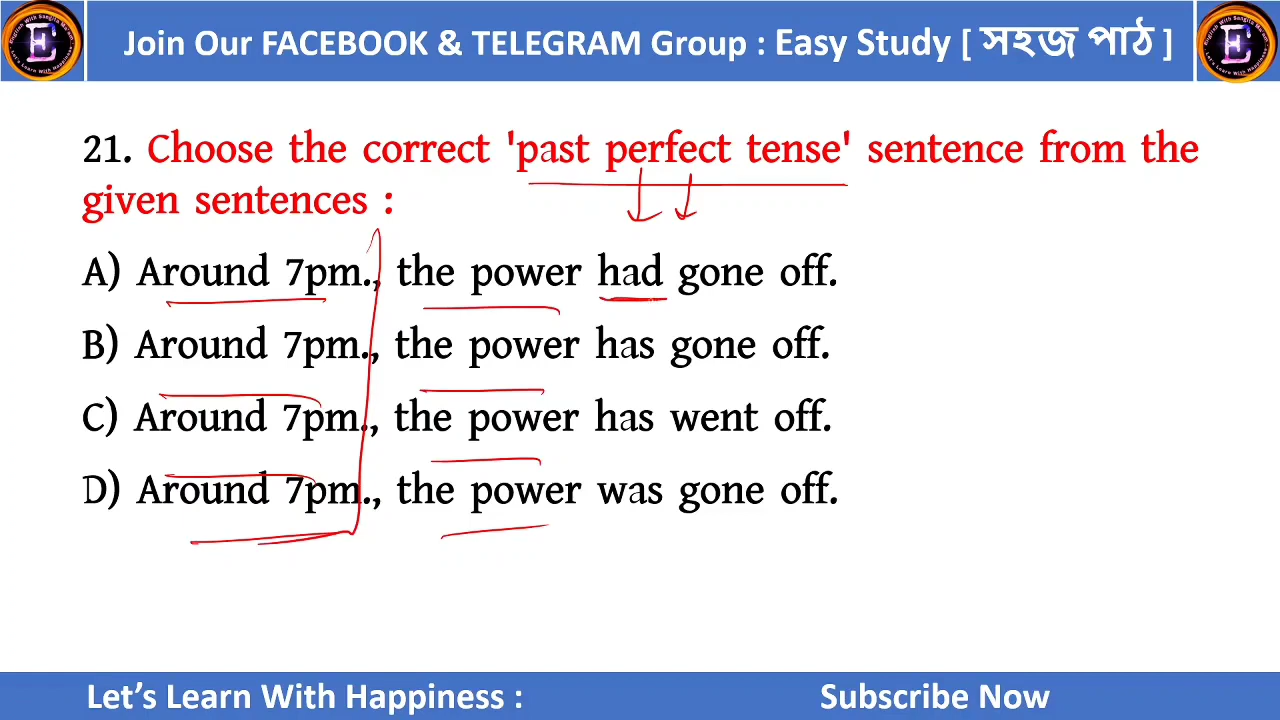 Join Our FACEBOOK & TELEGRAM Group : Easy Study [ সহজ পাঠ ]
E
E
21. Choose the correct 'past perfect tense' sentence from the
given sentences :
A) Around 7pm., the power had gone off.
B) Around 7pm., the power has gone off.
C) Around 7pm., the power has went off.
D) Around 7pm., the power was gone off.
Let's Learn With Happiness :
Subscribe Now